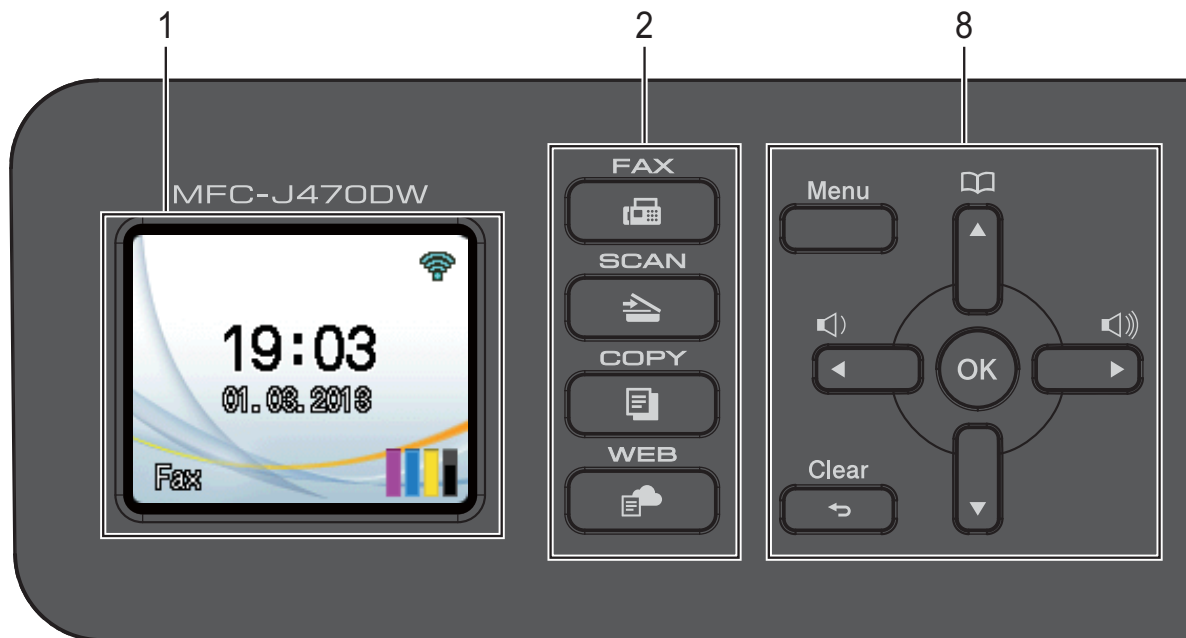 1 2 8
MFC-J470DW
19:03
01.03.2013
Fax
FAX
SCAN
COPY
WEB
Menu
OK
Clear